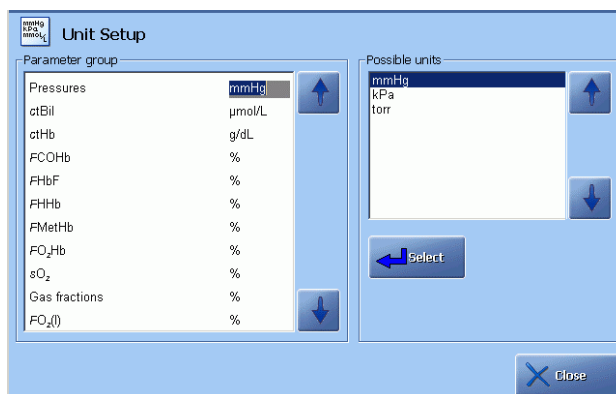 mmHg
kPa
mmol/L
Unit Setup
Parameter group
Pressures mmHg
ctBil µmol/L
ctHb g/dL
FCOHb %
FHbF %
FHHb %
FMetHb %
FO₂Hb %
sO₂ %
Gas fractions %
FO₂(I) %
Possible units
mmHg
kPa
torr
Select
Close